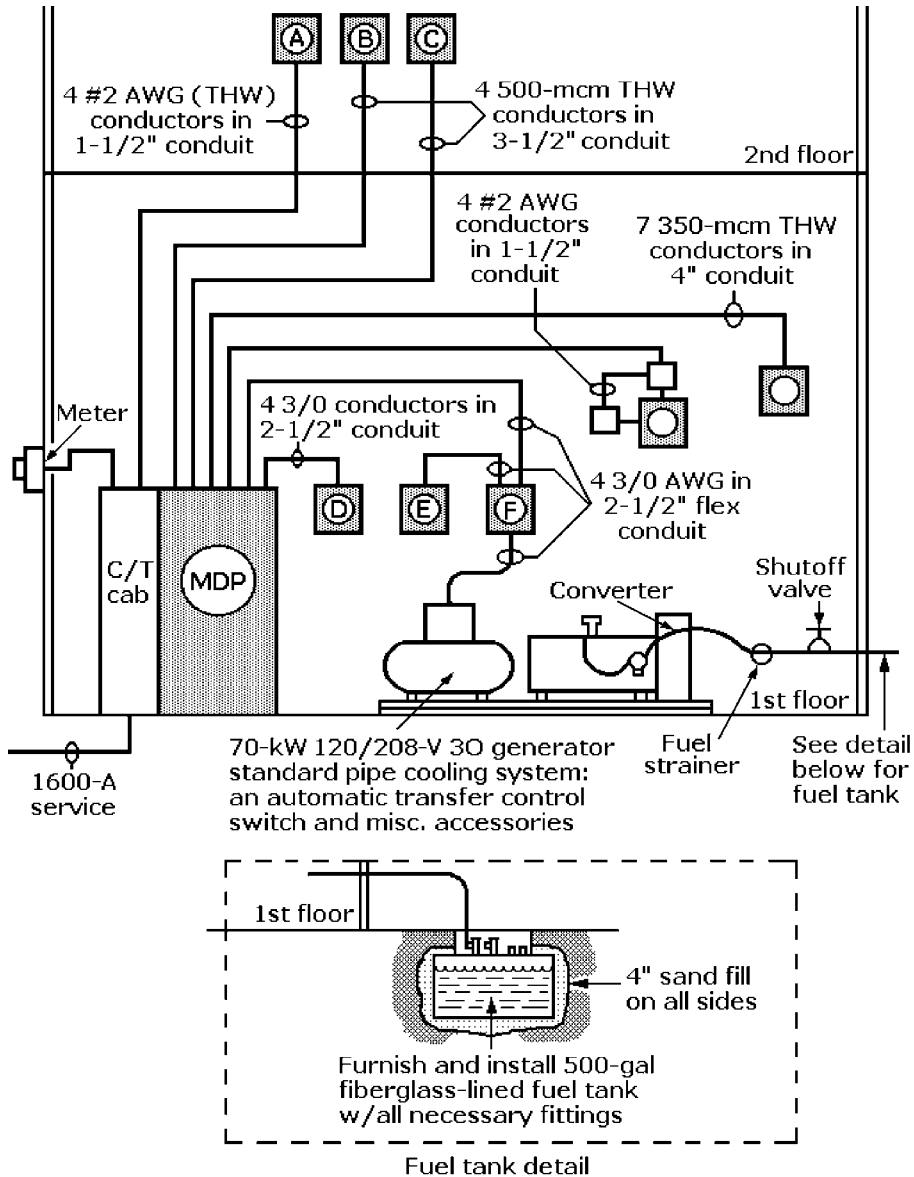 A
B
C
4 #2 AWG (THW)
conductors in
1-1/2" conduit
4 500-mcm THW
conductors in
3-1/2" conduit
2nd floor
4 #2 AWG
conductors
in 1-1/2"
conduit
7 350-mcm THW
conductors in
4" conduit
Meter
4 3/0 conductors in
2-1/2" conduit
D
E
F
4 3/0 AWG in
2-1/2" flex
conduit
C/T
cab
MDP
Converter
Shutoff
valve
1st floor
1600-A
service
70-kW 120/208-V 3O generator
standard pipe cooling system:
an automatic transfer control
switch and misc. accessories
Fuel
strainer
See detail
below for
fuel tank
1st floor
4" sand fill
on all sides
Furnish and install 500-gal
fiberglass-lined fuel tank
w/all necessary fittings
Fuel tank detail